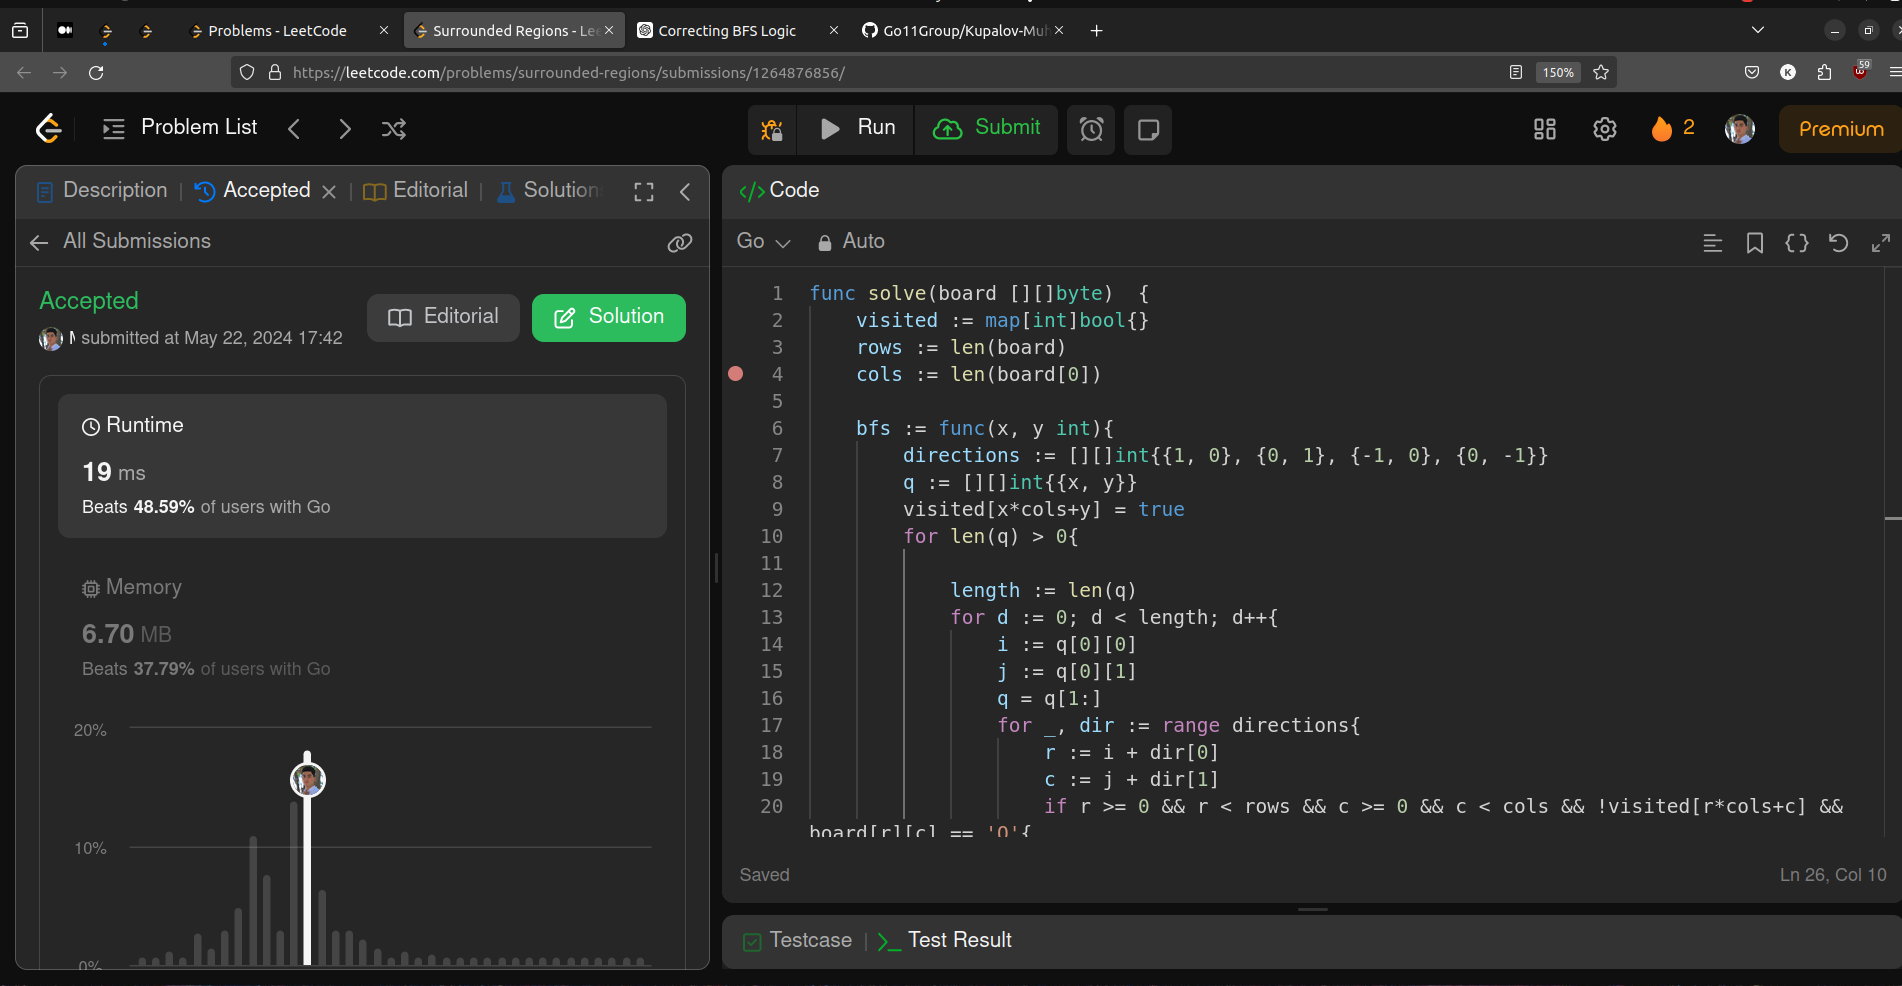 Problems - LeetCode
Surrounded Regions - Lee
Correcting BFS Logic
Go11Group/Kupalov-Muh
https://leetcode.com/problems/surrounded-regions/submissions/1264876856/
150%
K
59
Problem List
Run
Submit
2
Premium
Description
Accepted
Editorial
Solution
Code
All Submissions
Go
Auto
Accepted
M submitted at May 22, 2024 17:42
Editorial
Solution
Runtime
19 ms
Beats 48.59% of users with Go
Memory
6.70 MB
Beats 37.79% of users with Go
20%
10%
0%
1 func solve(board [][]byte)  {
2     visited := map[int]bool{}
3     rows := len(board)
4     cols := len(board[0])
5
6     bfs := func(x, y int){
7         directions := [][]int{{1, 0}, {0, 1}, {-1, 0}, {0, -1}}
8         q := [][]int{{x, y}}
9         visited[x*cols+y] = true
10         for len(q) > 0{
11
12             length := len(q)
13             for d := 0; d < length; d++{
14                 i := q[0][0]
15                 j := q[0][1]
16                 q = q[1:]
17                 for _, dir := range directions{
18                     r := i + dir[0]
19                     c := j + dir[1]
20                     if r >= 0 && r < rows && c >= 0 && c < cols && !visited[r*cols+c] &&
board[r][c] == 'O'{
Saved
Ln 26, Col 10
Testcase
Test Result